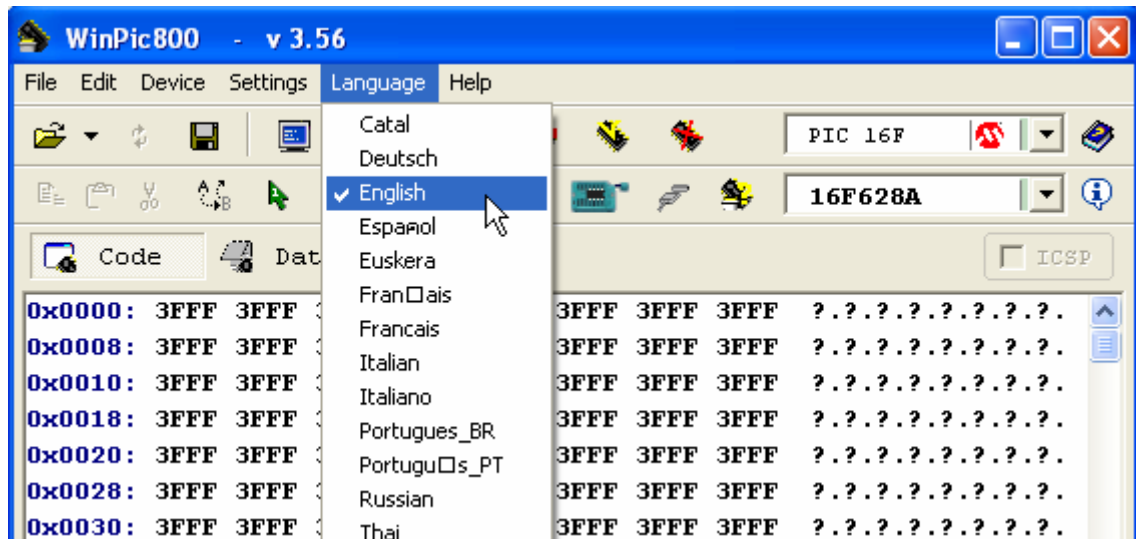 WinPic800 - v 3.56
File Edit Device Settings Language Help
PIC 16F
16F628A
Code Dat
ICSP
Catal
Deutsch
English
Espaпol
Euskera
Fran□ais
Francais
Italian
Italiano
Portugues_BR
Portugu□s_PT
Russian
Thai
0x0000: 3FFF 3FFF 3FFF 3FFF 3FFF ?.?.?.?.?.?.?.?.
0x0008: 3FFF 3FFF 3FFF 3FFF 3FFF ?.?.?.?.?.?.?.?.
0x0010: 3FFF 3FFF 3FFF 3FFF 3FFF ?.?.?.?.?.?.?.?.
0x0018: 3FFF 3FFF 3FFF 3FFF 3FFF ?.?.?.?.?.?.?.?.
0x0020: 3FFF 3FFF 3FFF 3FFF 3FFF ?.?.?.?.?.?.?.?.
0x0028: 3FFF 3FFF 3FFF 3FFF 3FFF ?.?.?.?.?.?.?.?.
0x0030: 3FFF 3FFF 3FFF 3FFF 3FFF ?.?.?.?.?.?.?.?.